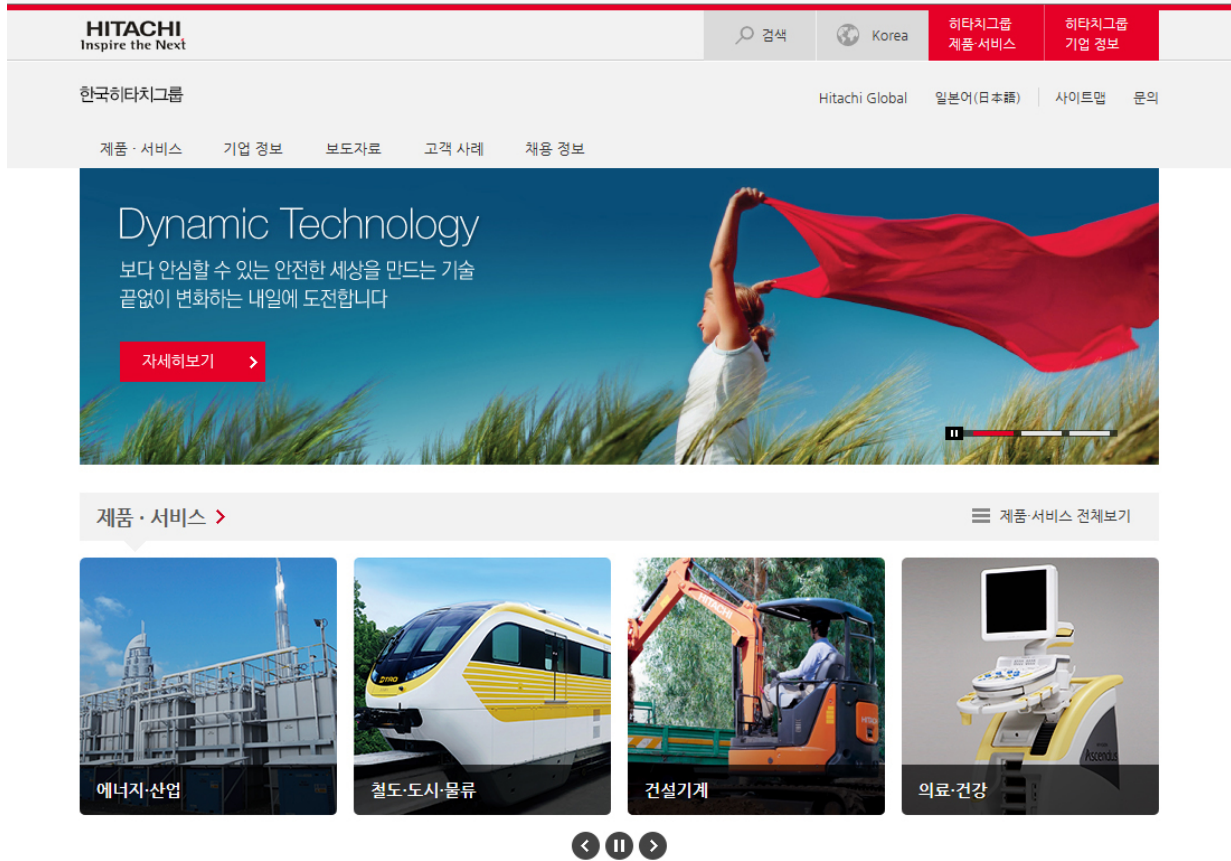 HITACHI
Inspire the Next
검색
Korea
히타치그룹
제품·서비스
히타치그룹
기업 정보
한국히타치그룹
Hitachi Global
일본어(日本語)
사이트맵
문의
제품 · 서비스
기업 정보
보도자료
고객 사례
채용 정보
Dynamic Technology
보다 안심할 수 있는 안전한 세상을 만드는 기술
끝없이 변화하는 내일에 도전합니다
자세히보기
제품 · 서비스
제품·서비스 전체보기
에너지·산업
DTRO
철도·도시·물류
HITACHI
HITACHI
건설기계
Ascendus
의료·건강